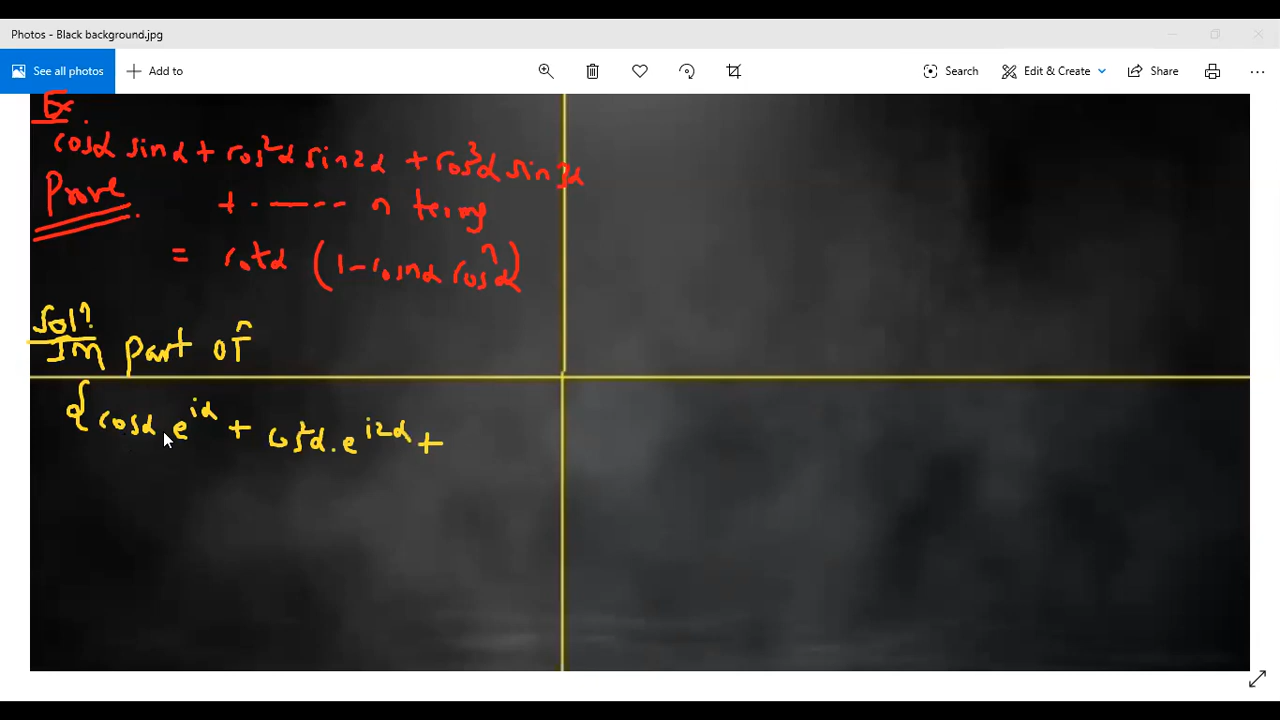 Photos - Black background.jpg
See all photos
Add to
Search
Edit & Create
Share
Ex.
cosα sinα + cos²α sin2α + cos³α sin3α
Prove + - - - - - n terms
= cotα (1 - cosnα cosⁿα)
Solⁿ
Im part of
{cosα.e^iα + cos²α.e^i2α +